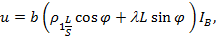 u = b (ρ₁ L/S cos φ + λL sin φ) I_B,